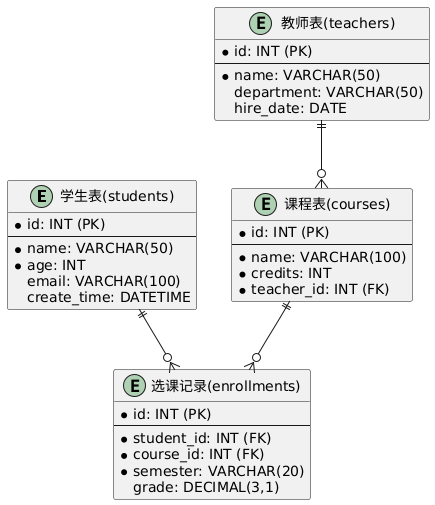 E 教师表(teachers)
id: INT (PK)
name: VARCHAR(50)
department: VARCHAR(50)
hire_date: DATE
E 学生表(students)
id: INT (PK)
name: VARCHAR(50)
age: INT
email: VARCHAR(100)
create_time: DATETIME
E 课程表(courses)
id: INT (PK)
name: VARCHAR(100)
credits: INT
teacher_id: INT (FK)
E 选课记录(enrollments)
id: INT (PK)
student_id: INT (FK)
course_id: INT (FK)
semester: VARCHAR(20)
grade: DECIMAL(3,1)